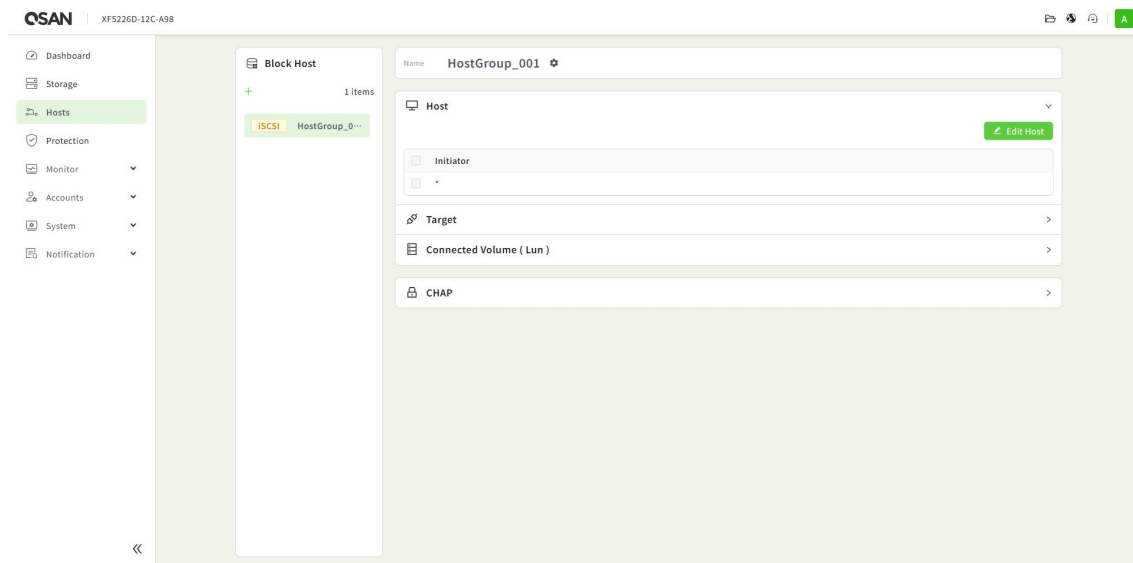 QSAN
XF5226D-12C-A98
A
Dashboard
Storage
Hosts
Protection
Monitor
Accounts
System
Notification
Block Host
1 items
iSCSI HostGroup_0···
Name HostGroup_001
Host
Edit Host
Initiator
*
Target
Connected Volume ( Lun )
CHAP